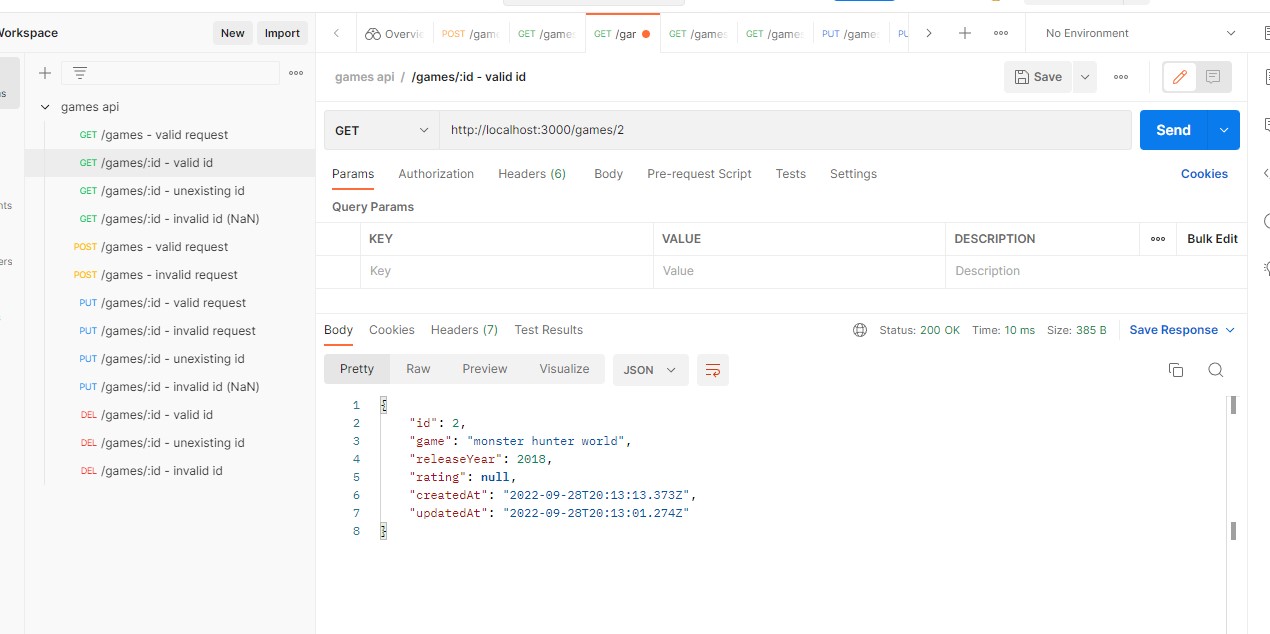 Workspace
New
Import
games api
GET /games - valid request
GET /games/:id - valid id
GET /games/:id - unexisting id
GET /games/:id - invalid id (NaN)
POST /games - valid request
POST /games - invalid request
PUT /games/:id - valid request
PUT /games/:id - invalid request
PUT /games/:id - unexisting id
PUT /games/:id - invalid id (NaN)
DEL /games/:id - valid id
DEL /games/:id - unexisting id
DEL /games/:id - invalid id
Overvi
POST /game
GET /games
GET /gar
GET /games
GET /games
PUT /games
PU
No Environment
games api / /games/:id - valid id
Save
GET
http://localhost:3000/games/2
Send
Params Authorization Headers (6) Body Pre-request Script Tests Settings
Cookies
Query Params
KEY VALUE DESCRIPTION
Bulk Edit
Key Value Description
Body Cookies Headers (7) Test Results
Status: 200 OK Time: 10 ms Size: 385 B
Save Response
Pretty Raw Preview Visualize JSON
1 {
2 "id": 2,
3 "game": "monster hunter world",
4 "releaseYear": 2018,
5 "rating": null,
6 "createdAt": "2022-09-28T20:13:13.373Z",
7 "updatedAt": "2022-09-28T20:13:01.274Z"
8 }